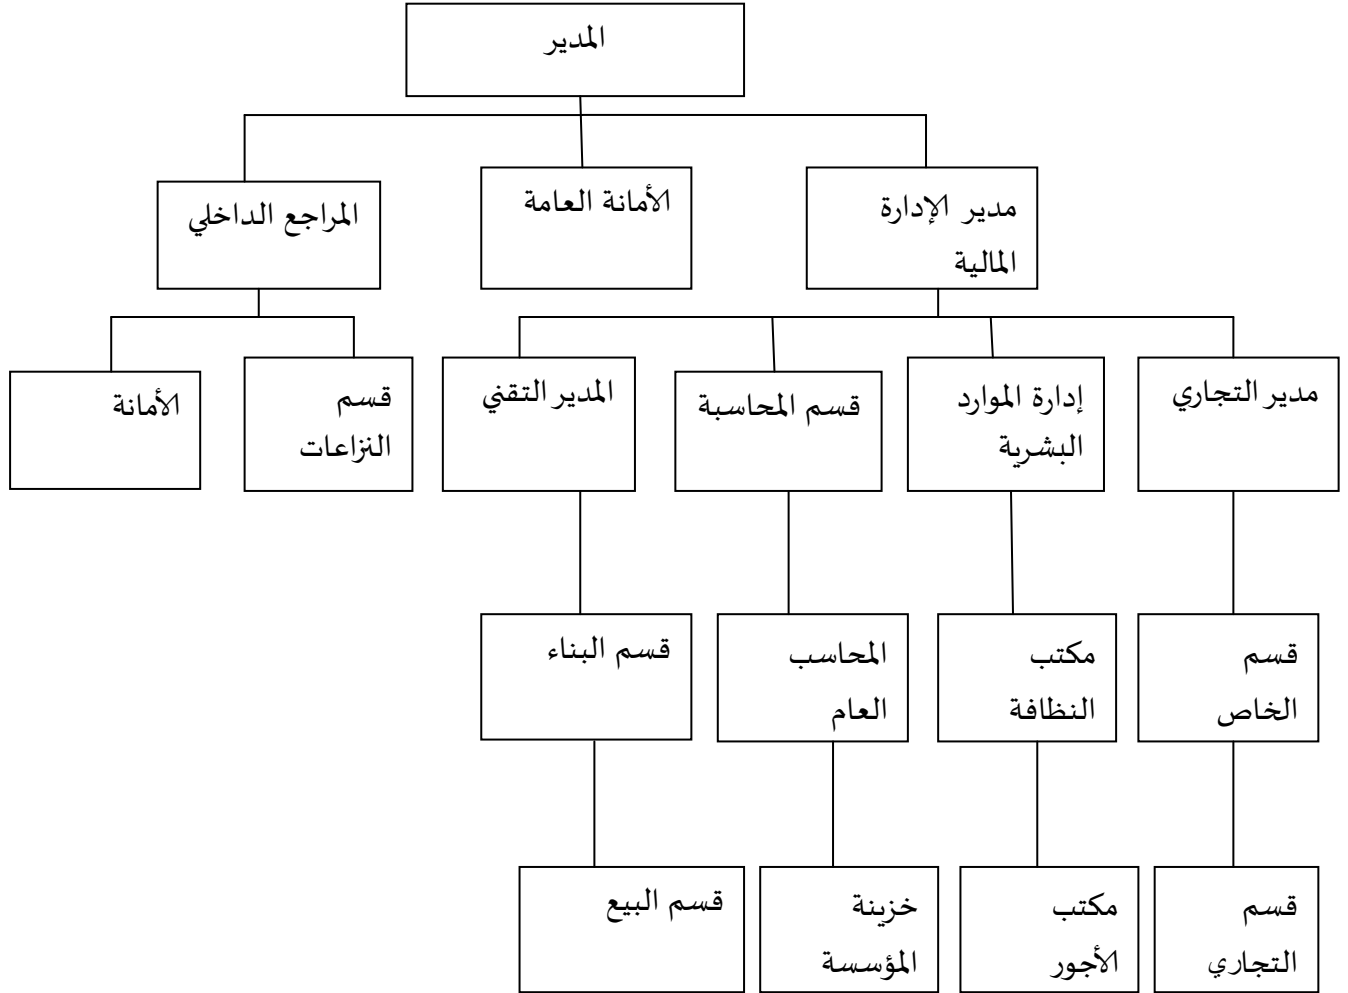 المدير
مدير الإدارة
المالية
الأمانة العامة
المراجع الداخلي
مدير التجاري
إدارة الموارد
البشرية
قسم المحاسبة
المدير التقني
قسم
النزاعات
الأمانة
قسم
الخاص
مكتب
النظافة
المحاسب
العام
قسم البناء
قسم
التجاري
مكتب
الأجور
خزينة
المؤسسة
قسم البيع